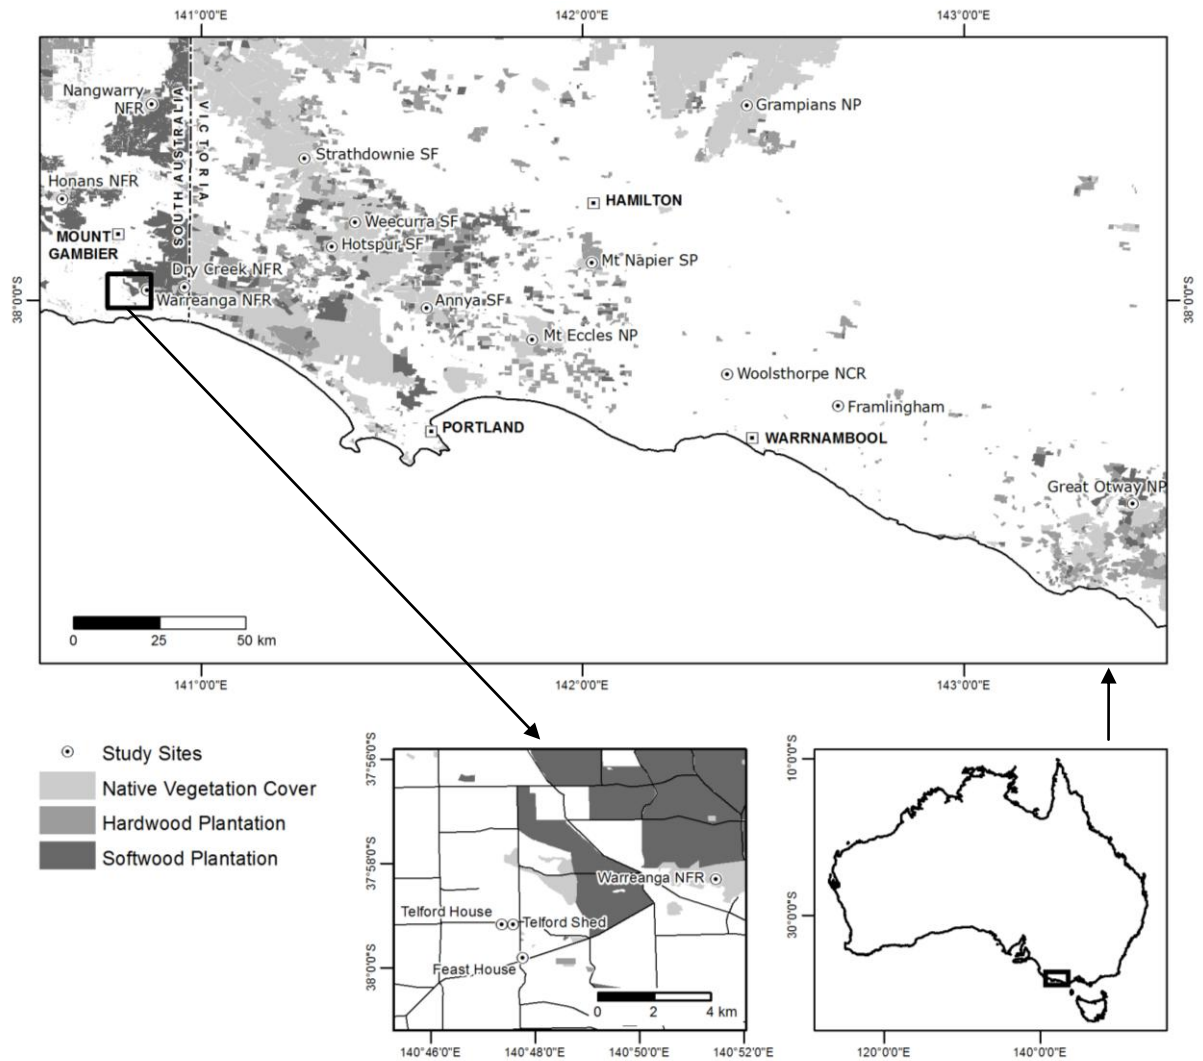 141°0'0"E
142°0'0"E
143°0'0"E
Nangwarry
NFR
Grampians NP
SOUTH AUSTRALIA
VICTORIA
Strathdownie SF
Honans NFR
HAMILTON
Weecurra SF
MOUNT
GAMBIER
Hotspur SF
Mt Napier SP
Dry Creek NFR
Warreanga NFR
Annya SF
38°0'0"S
38°0'0"S
Mt Eccles NP
Woolsthorpe NCR
Framlingham
PORTLAND
WARRNAMBOOL
Great Otway NP
0 25 50 km
141°0'0"E
142°0'0"E
143°0'0"E
Study Sites
Native Vegetation Cover
Hardwood Plantation
Softwood Plantation
37°56'0"S
37°58'0"S
38°0'0"S
Warreanga NFR
Telford House
Telford Shed
Feast House
0 2 4 km
140°46'0"E
140°48'0"E
140°50'0"E
140°52'0"E
10°0'0"S
30°0'0"S
120°0'0"E
140°0'0"E